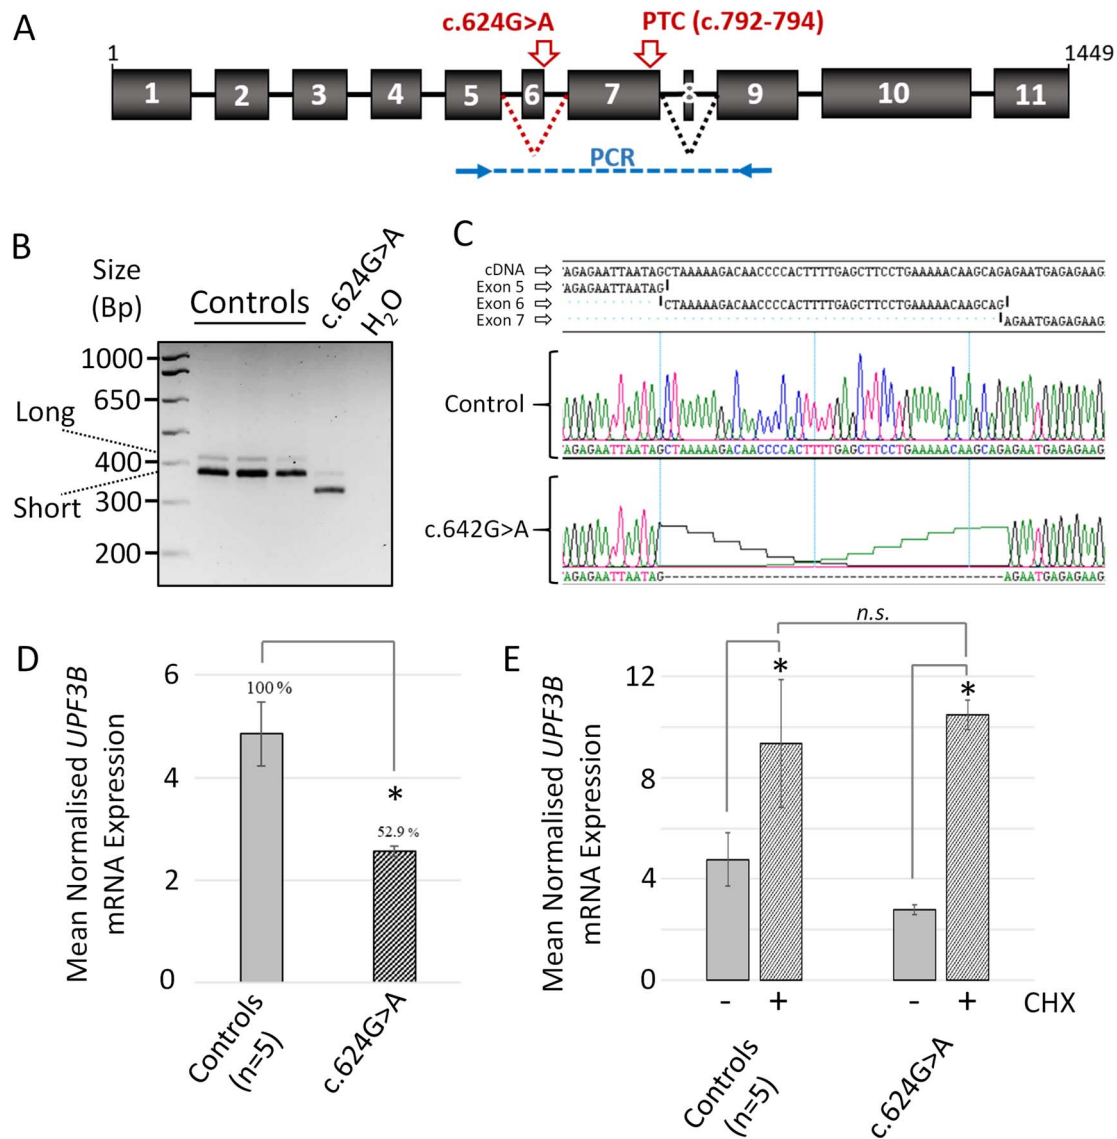 A
c.624G>A
PTC (c.792-794)
1
1449
1 2 3 4 5 6 7 8 9 10 11
PCR
B
Size
(Bp)
Controls
c.624G>A
H2O
1000
650
400
300
200
Long
Short
C
cDNA
Exon 5
Exon 6
Exon 7
AGAGAATTAATAGCTAAAAAGACAACCCCACTTTTGAGCTTCCTGAAAAACAAGCAGAGAATGAGAGAAG
AGAGAATTAATAG
CTAAAAAGACAACCCCACTTTTGAGCTTCCTGAAAAACAAGCAG
AGAATGAGAGAAG
Control
AGAGAATTAATAGCTAAAAAGACAACCCCACTTTTGAGCTTCCTGAAAAACAAGCAGAGAATGAGAGAAG
c.642G>A
AGAGAATTAATAG--------------------------------------------AGAATGAGAGAAG
D
Mean Normalised UPF3B
mRNA Expression
6
4
2
0
100 %
*
52.9 %
Controls
(n=5)
c.624G>A
E
Mean Normalised UPF3B
mRNA Expression
12
8
4
0
n.s.
*
*
- + - + CHX
Controls
(n=5)
c.624G>A